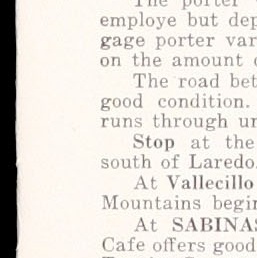 The porter
employe but dep
gage porter var
on the amount
The road bet
good condition.
runs through un
Stop at the
south of Laredo.
At Vallecillo
Mountains begin
At SABINAS
Cafe offers good